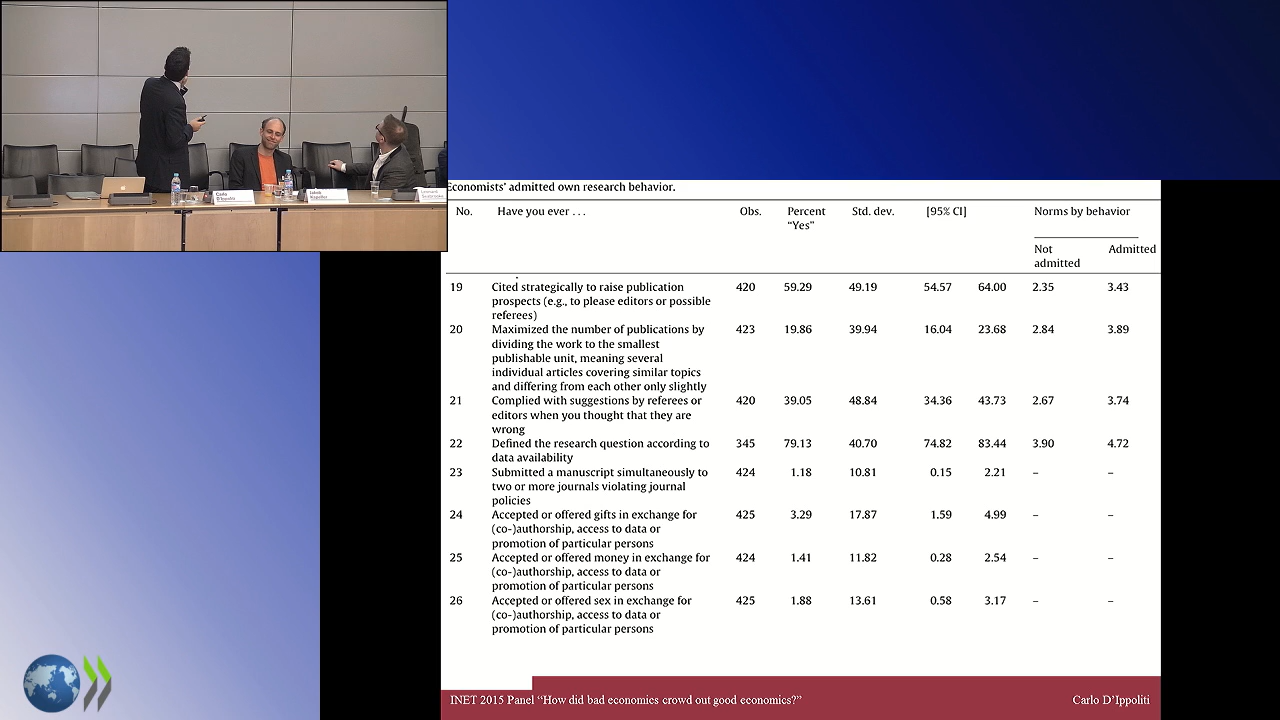 Carlo
D'Ippoliti
Jakob
Kapeller
Leonhard
Economists' admitted own research behavior.
No. Have you ever . . . Obs. Percent “Yes” Std. dev. [95% CI] Norms by behavior
Not admitted Admitted
19 Cited strategically to raise publication 420 59.29 49.19 54.57 64.00 2.35 3.43
prospects (e.g., to please editors or possible
referees)
20 Maximized the number of publications by 423 19.86 39.94 16.04 23.68 2.84 3.89
dividing the work to the smallest
publishable unit, meaning several
individual articles covering similar topics
and differing from each other only slightly
21 Complied with suggestions by referees or 420 39.05 48.84 34.36 43.73 2.67 3.74
editors when you thought that they are
wrong
22 Defined the research question according to 345 79.13 40.70 74.82 83.44 3.90 4.72
data availability
23 Submitted a manuscript simultaneously to 424 1.18 10.81 0.15 2.21 – –
two or more journals violating journal
policies
24 Accepted or offered gifts in exchange for 425 3.29 17.87 1.59 4.99 – –
(co-)authorship, access to data or
promotion of particular persons
25 Accepted or offered money in exchange for 424 1.41 11.82 0.28 2.54 – –
(co-)authorship, access to data or
promotion of particular persons
26 Accepted or offered sex in exchange for 425 1.88 13.61 0.58 3.17 – –
(co-)authorship, access to data or
promotion of particular persons
INET 2015 Panel “How did bad economics crowd out good economics?” Carlo D’Ippoliti